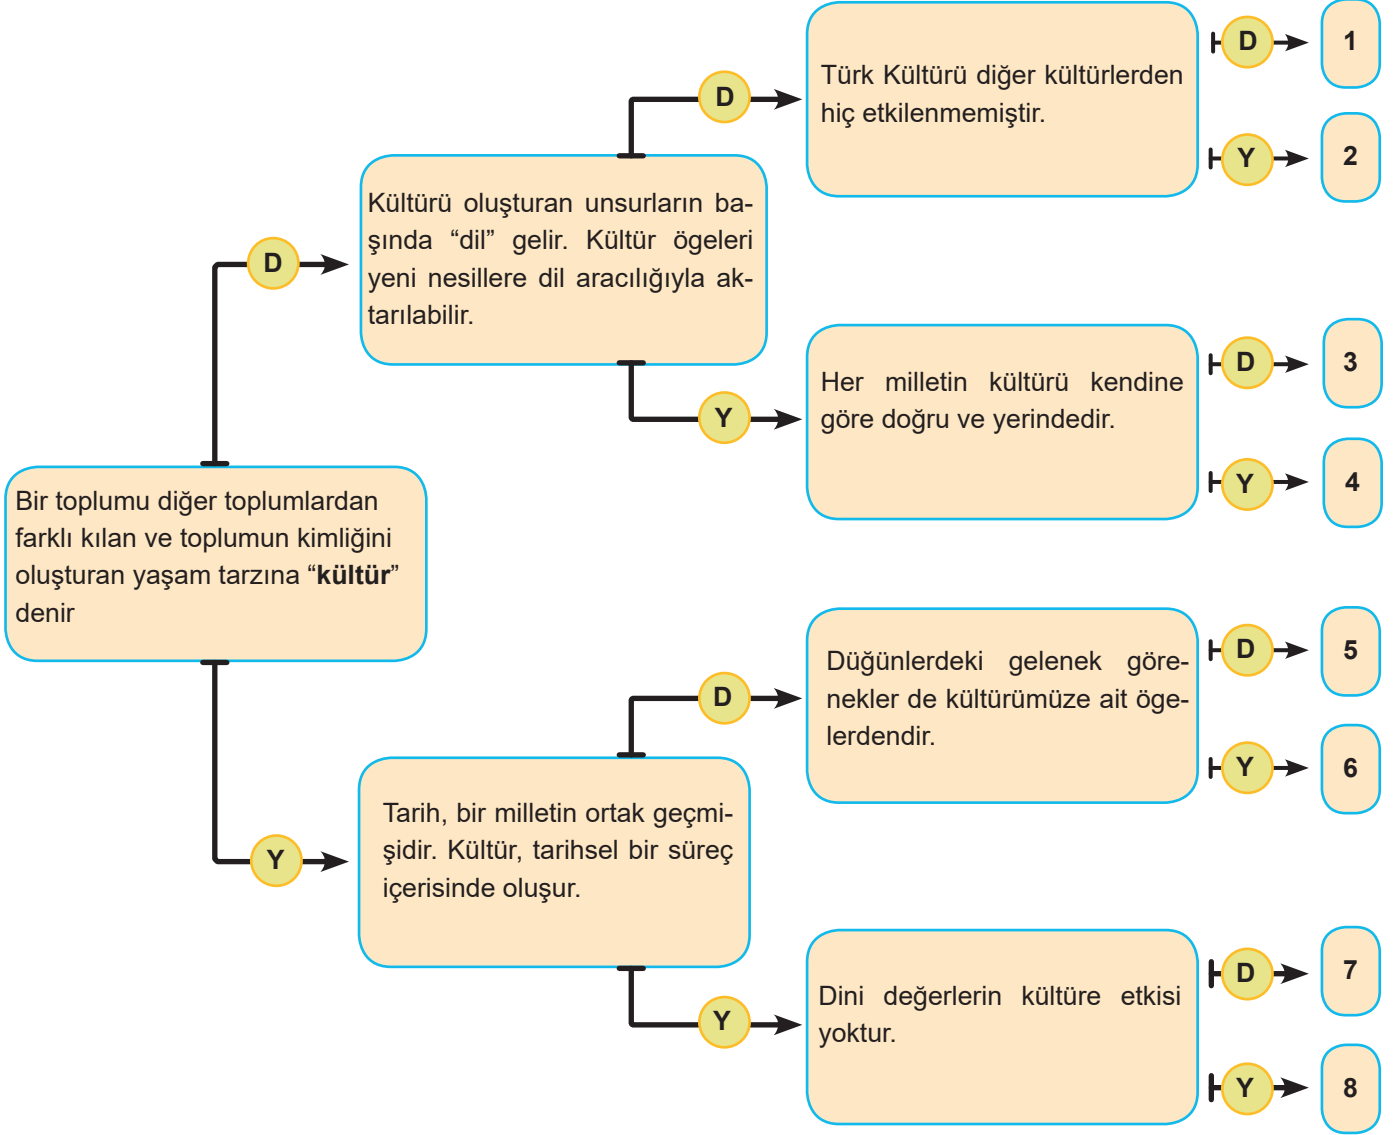 Bir toplumu diğer toplumlardan
farklı kılan ve toplumun kimliğini
oluşturan yaşam tarzına “kültür”
denir
D
Y
Kültürü oluşturan unsurların ba-
şında “dil” gelir. Kültür ögeleri
yeni nesillere dil aracılığıyla ak-
tarılabilir.
D
Y
Türk Kültürü diğer kültürlerden
hiç etkilenmemiştir.
D
1
Y
2
Her milletin kültürü kendine
göre doğru ve yerindedir.
D
3
Y
4
Tarih, bir milletin ortak geçmi-
şidir. Kültür, tarihsel bir süreç
içerisinde oluşur.
D
Y
Düğünlerdeki gelenek göre-
nekler de kültürümüze ait öge-
lerdendir.
D
5
Y
6
Dini değerlerin kültüre etkisi
yoktur.
D
7
Y
8